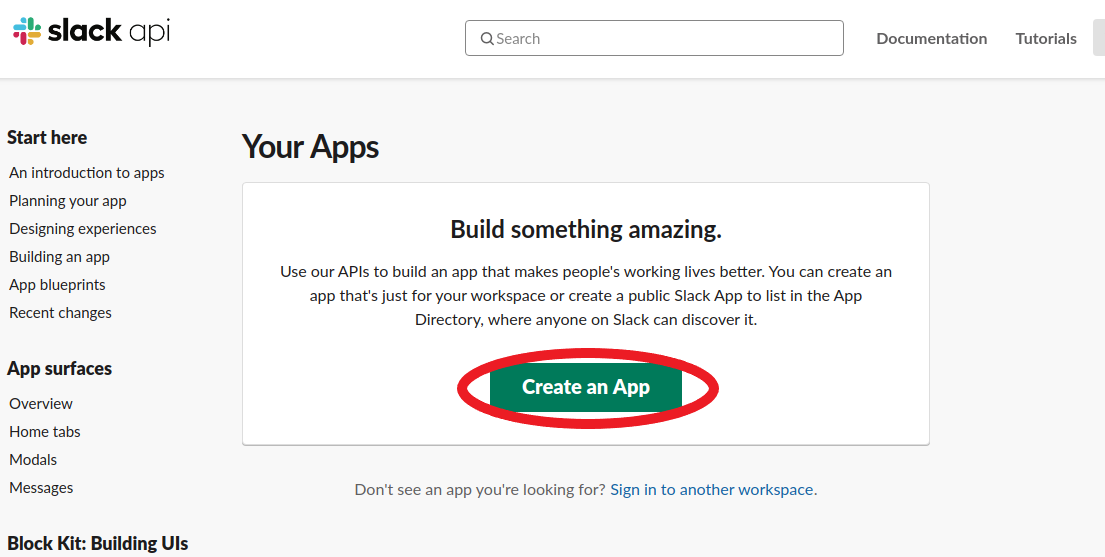 slack api
Search
Documentation
Tutorials
Start here
An introduction to apps
Planning your app
Designing experiences
Building an app
App blueprints
Recent changes
App surfaces
Overview
Home tabs
Modals
Messages
Block Kit: Building UIs
Your Apps
Build something amazing.
Use our APIs to build an app that makes people's working lives better. You can create an
app that's just for your workspace or create a public Slack App to list in the App
Directory, where anyone on Slack can discover it.
Create an App
Don't see an app you're looking for? Sign in to another workspace.